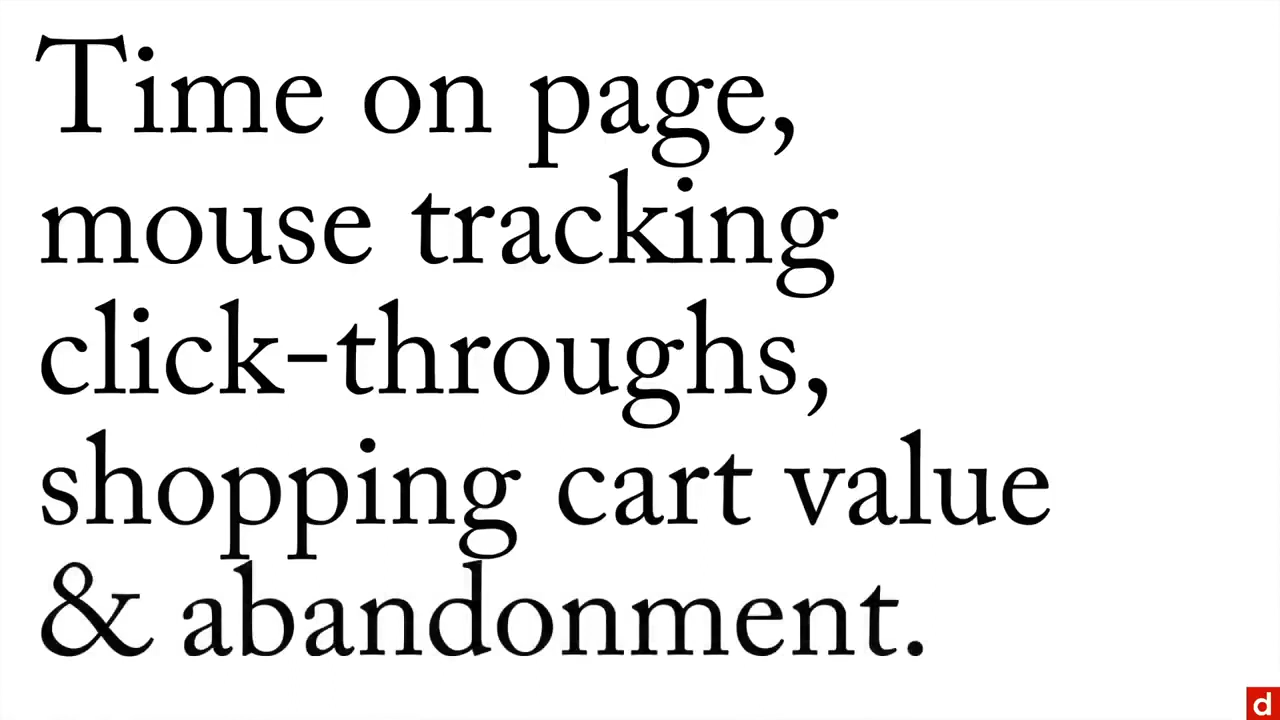 Time on page,
mouse tracking
click-throughs,
shopping cart value
& abandonment.
d